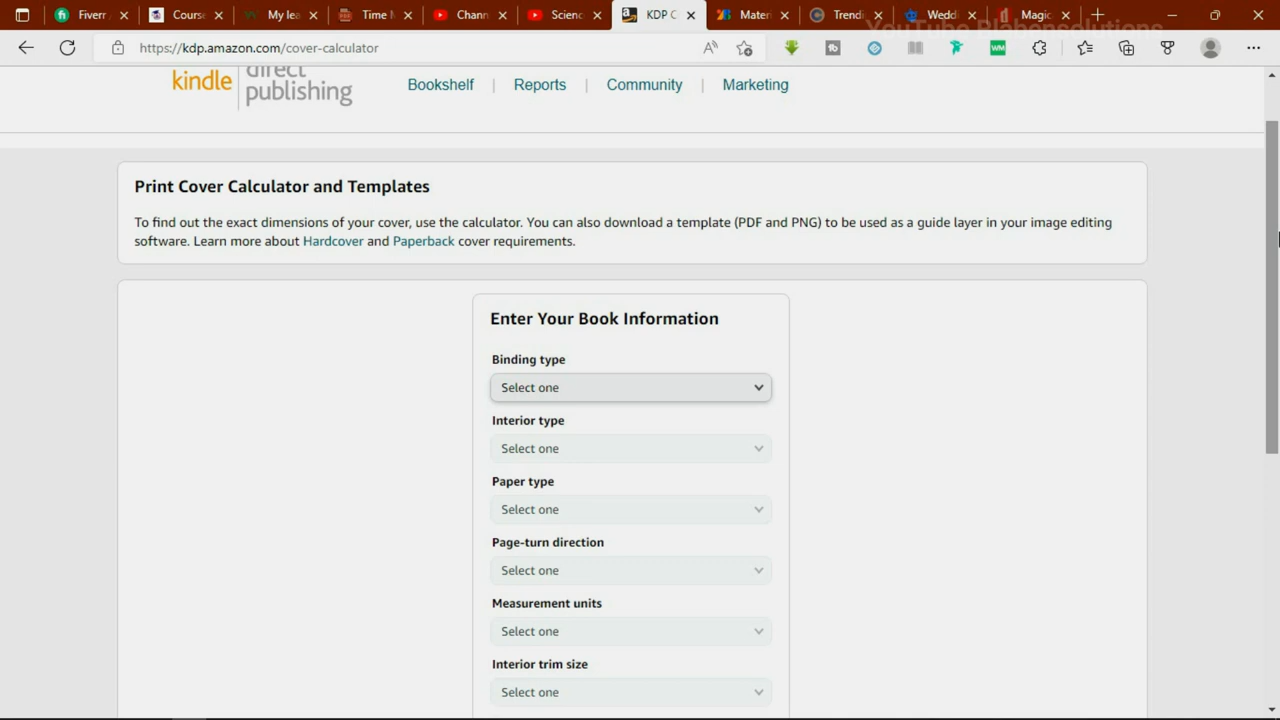 Fiverr
Course
My lea
Time M
Chann
Scienc
KDP C
Materi
Trendi
Weddi
Magic
YouTube Plabonsolutions
https://kdp.amazon.com/cover-calculator
kindle
direct
publishing
Bookshelf | Reports | Community | Marketing
Print Cover Calculator and Templates
To find out the exact dimensions of your cover, use the calculator. You can also download a template (PDF and PNG) to be used as a guide layer in your image editing
software. Learn more about Hardcover and Paperback cover requirements.
Enter Your Book Information
Binding type
Select one
Interior type
Select one
Paper type
Select one
Page-turn direction
Select one
Measurement units
Select one
Interior trim size
Select one